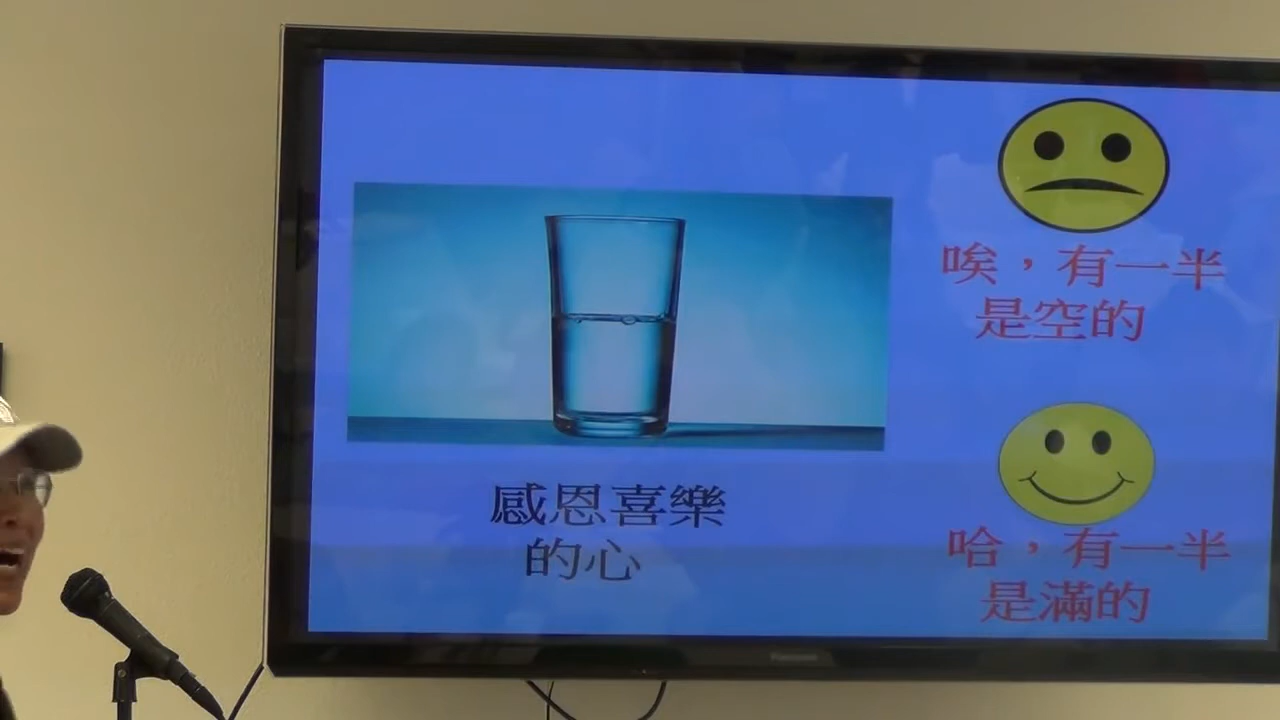 唉，有一半
是空的
感恩喜樂
的心
哈，有一半
是滿的